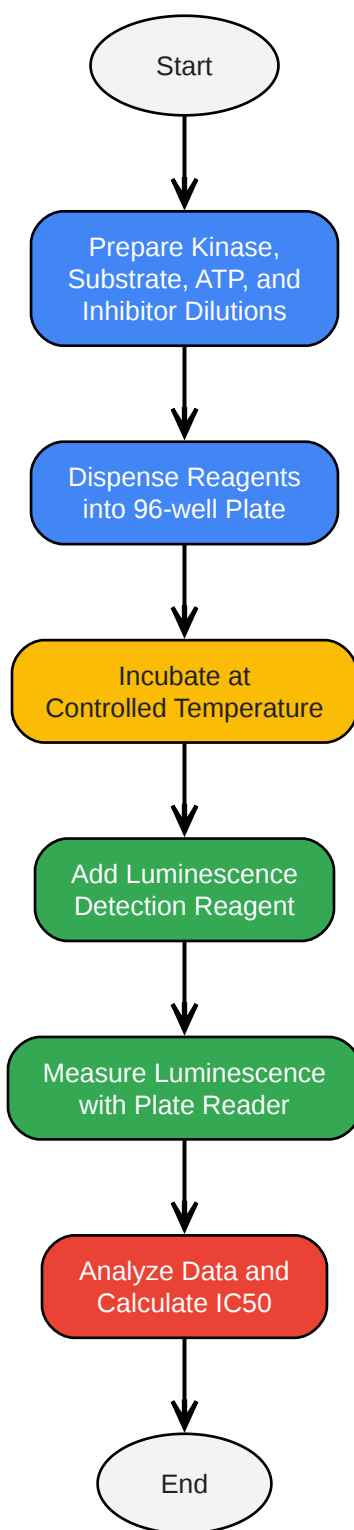 Start
Prepare Kinase,
Substrate, ATP, and
Inhibitor Dilutions
Dispense Reagents
into 96-well Plate
Incubate at
Controlled Temperature
Add Luminescence
Detection Reagent
Measure Luminescence
with Plate Reader
Analyze Data and
Calculate IC50
End